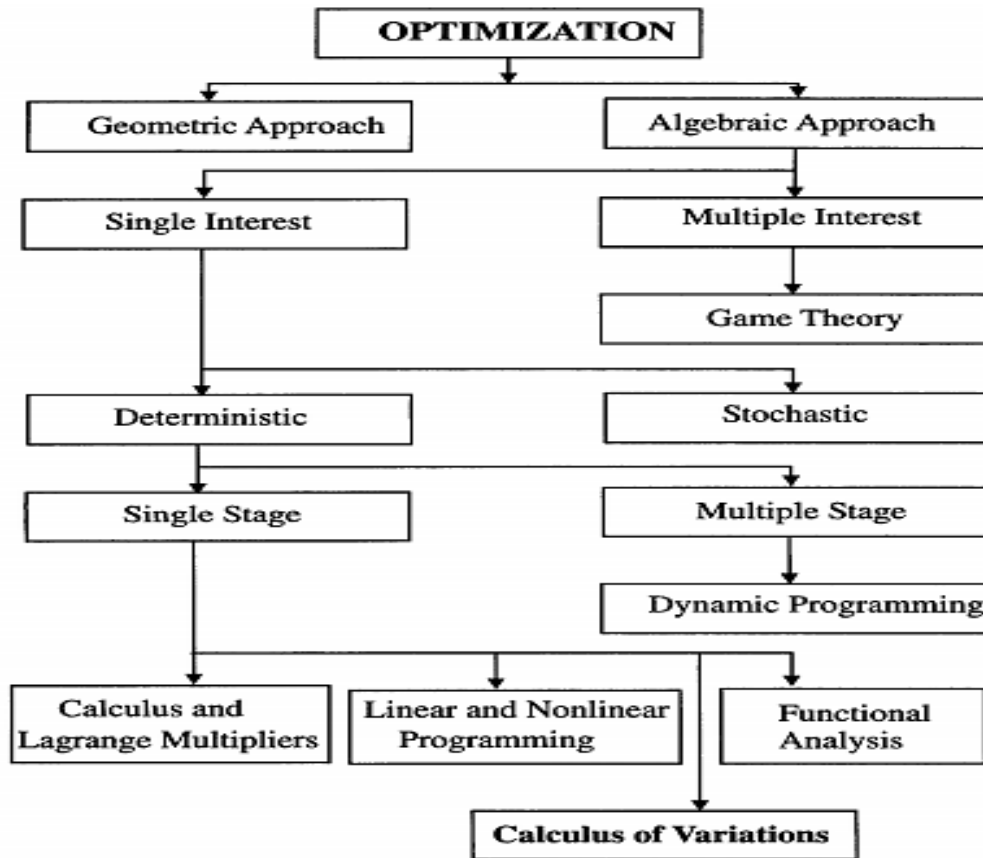 OPTIMIZATION
Geometric Approach
Algebraic Approach
Single Interest
Multiple Interest
Game Theory
Deterministic
Stochastic
Single Stage
Multiple Stage
Dynamic Programming
Calculus and
Lagrange Multipliers
Linear and Nonlinear
Programming
Functional
Analysis
Calculus of Variations